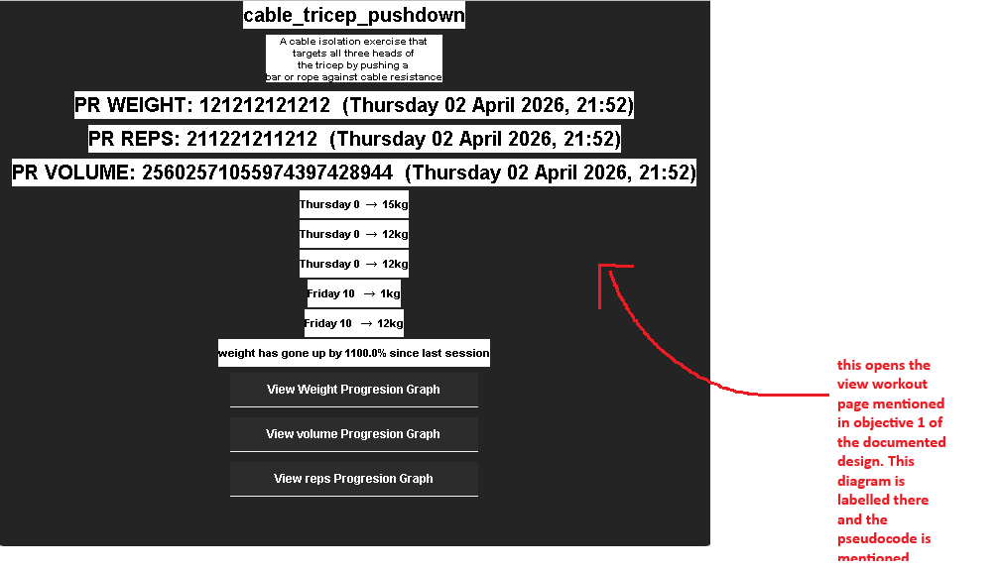 cable_tricep_pushdown
A cable isolation exercise that
targets all three heads of
the tricep by pushing a
bar or rope against cable resistance
PR WEIGHT: 121212121212 (Thursday 02 April 2026, 21:52)
PR REPS: 211221211212 (Thursday 02 April 2026, 21:52)
PR VOLUME: 25602571055974397428944 (Thursday 02 April 2026, 21:52)
Thursday 0 → 15kg
Thursday 0 → 12kg
Thursday 0 → 12kg
Friday 10 → 1kg
Friday 10 → 12kg
weight has gone up by 1100.0% since last session
View Weight Progresion Graph
View volume Progresion Graph
View reps Progresion Graph
this opens the
view workout
page mentioned
in objective 1 of
the documented
design. This
diagram is
labelled there
and the
pseudocode is
mentioned